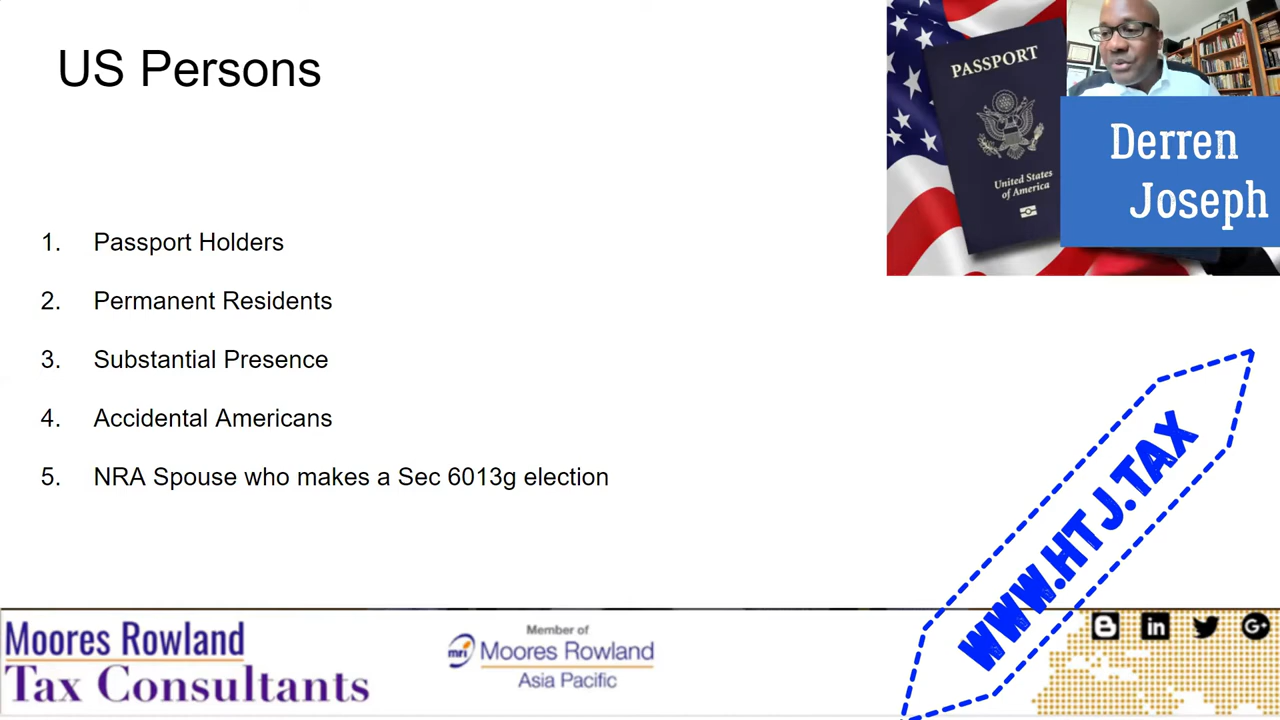 US Persons
PASSPORT
United States
of America
Derren
Joseph
1. Passport Holders
2. Permanent Residents
3. Substantial Presence
4. Accidental Americans
5. NRA Spouse who makes a Sec 6013g election
WWW.HTJ.TAX
Moores Rowland
Tax Consultants
Member of
mri Moores Rowland
Asia Pacific
B in G+